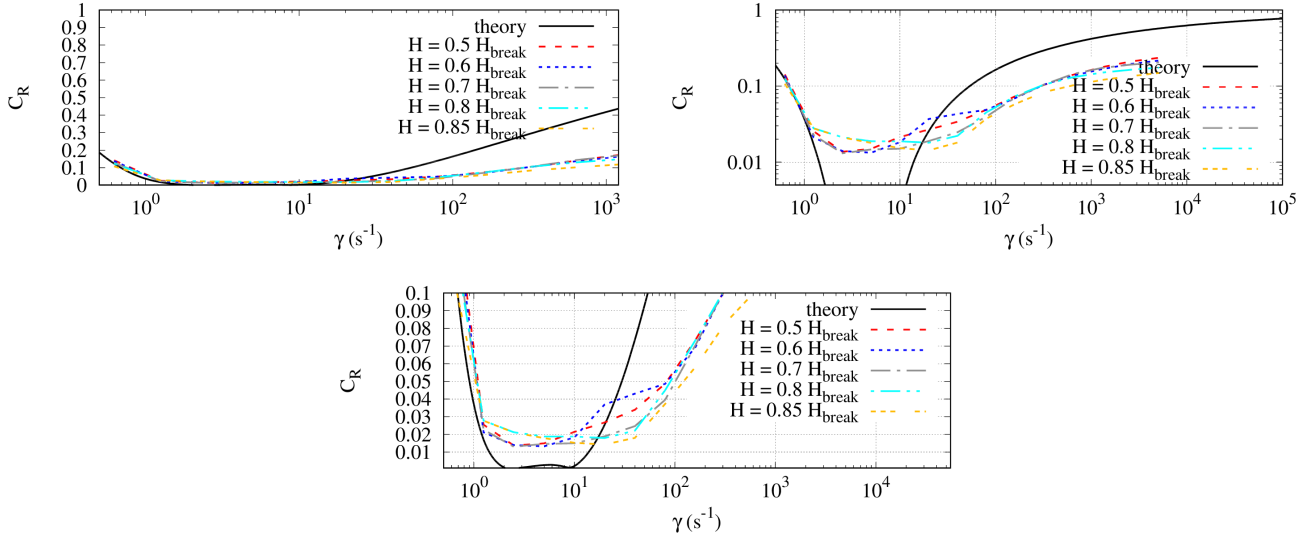 1
0.9
0.8
0.7
0.6
0.5
0.4
0.3
0.2
0.1
0
C_R
theory
H = 0.5 H_break
H = 0.6 H_break
H = 0.7 H_break
H = 0.8 H_break
H = 0.85 H_break
10^0
10^1
10^2
10^3
γ (s^-1)
1
0.1
0.01
C_R
theory
H = 0.5 H_break
H = 0.6 H_break
H = 0.7 H_break
H = 0.8 H_break
H = 0.85 H_break
10^0
10^1
10^2
10^3
10^4
10^5
γ (s^-1)
0.1
0.09
0.08
0.07
0.06
0.05
0.04
0.03
0.02
0.01
C_R
theory
H = 0.5 H_break
H = 0.6 H_break
H = 0.7 H_break
H = 0.8 H_break
H = 0.85 H_break
10^0
10^1
10^2
10^3
10^4
γ (s^-1)